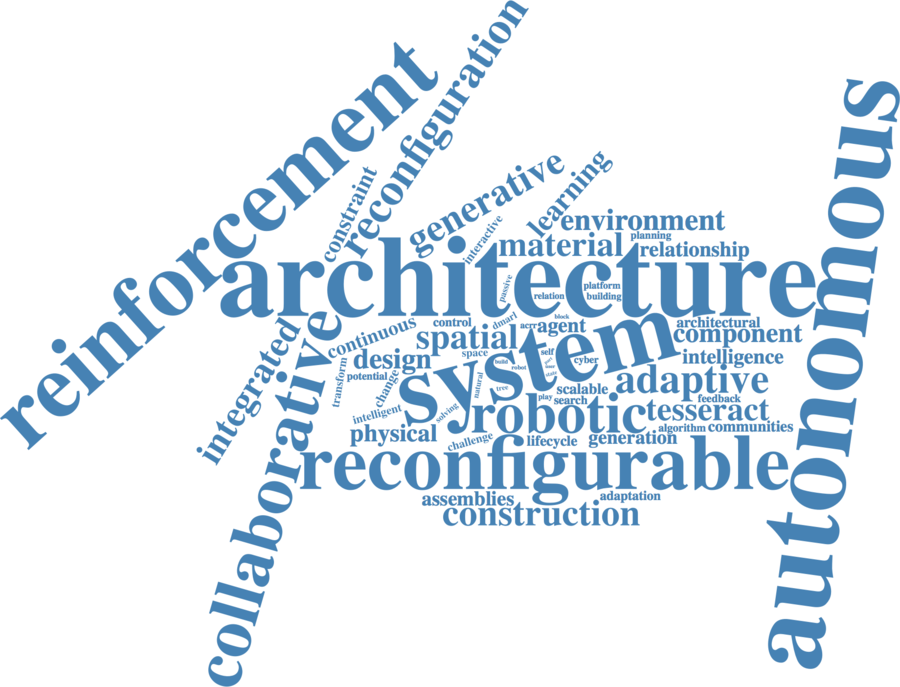 reinforcement
reconfiguration
constraint
generative
learning
interactive
environment
planning
material
relationship
architecture
autonomous
passive
platform
relation
building
integrated
collaborative
continuous
control
dmarl
block
acrr
agent
architectural
component
spatial
system
design
space
build
robot
self
cyber
intelligence
potential
transform
change
natural
tree
state
adaptive
scalable
feedback
play
search
intelligent
solving
robotic
tesseract
physical
challenge
lifecycle
generation
algorithm
communities
reconfigurable
assemblies
adaptation
construction